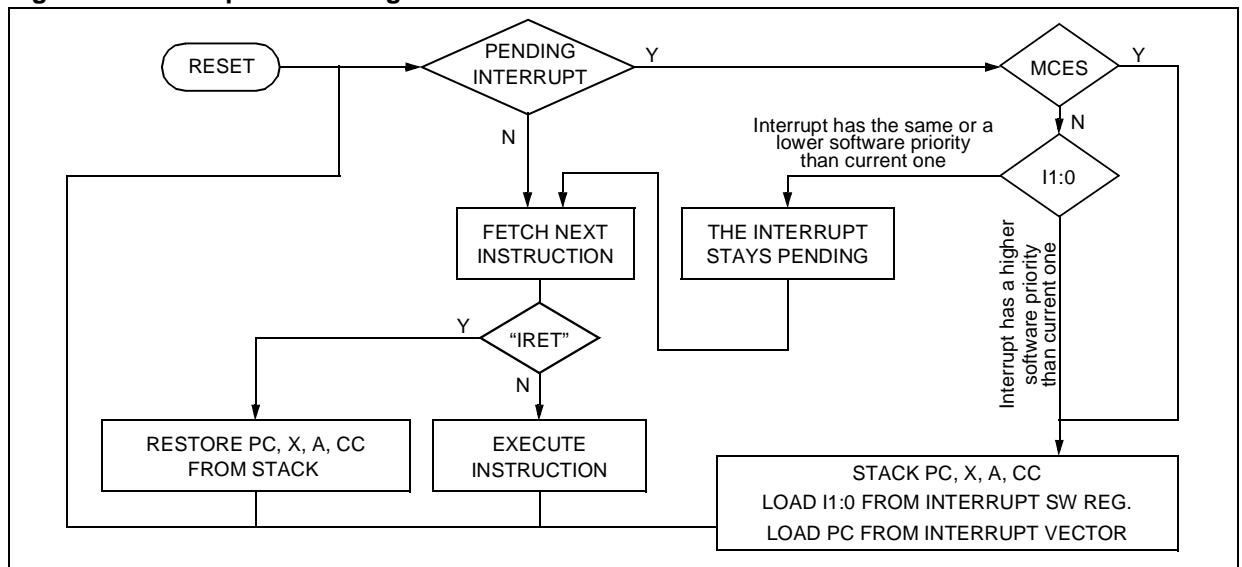 RESET
PENDING
INTERRUPT
Y
MCES
Y
N
N
Interrupt has the same or a
lower software priority
than current one
I1:0
FETCH NEXT
INSTRUCTION
THE INTERRUPT
STAYS PENDING
Interrupt has a higher
software priority
than current one
Y
“IRET”
N
RESTORE PC, X, A, CC
FROM STACK
EXECUTE
INSTRUCTION
STACK PC, X, A, CC
LOAD I1:0 FROM INTERRUPT SW REG.
LOAD PC FROM INTERRUPT VECTOR